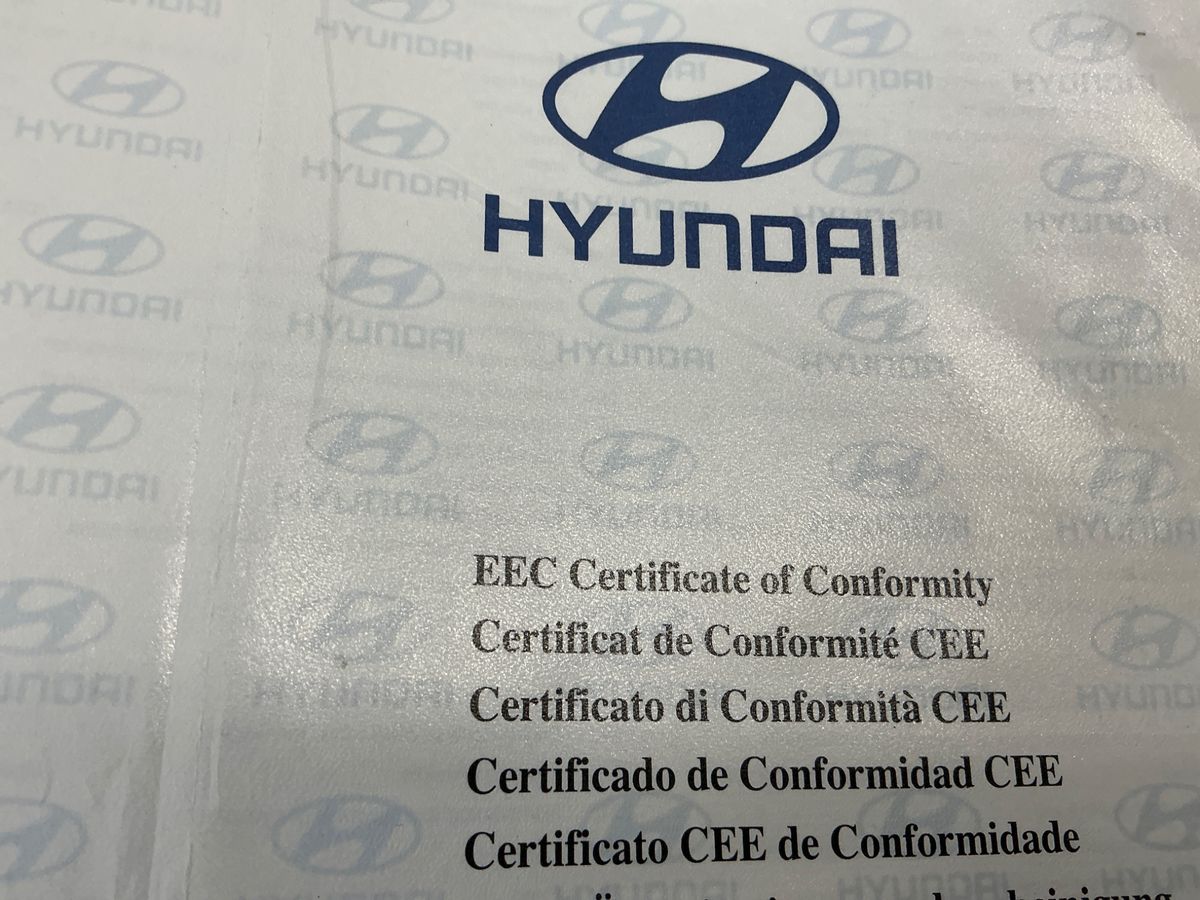 HYUNDAI
EEC Certificate of Conformity
Certificat de Conformité CEE
Certificato di Conformità CEE
Certificado de Conformidad CEE
Certificato CEE de Conformidade